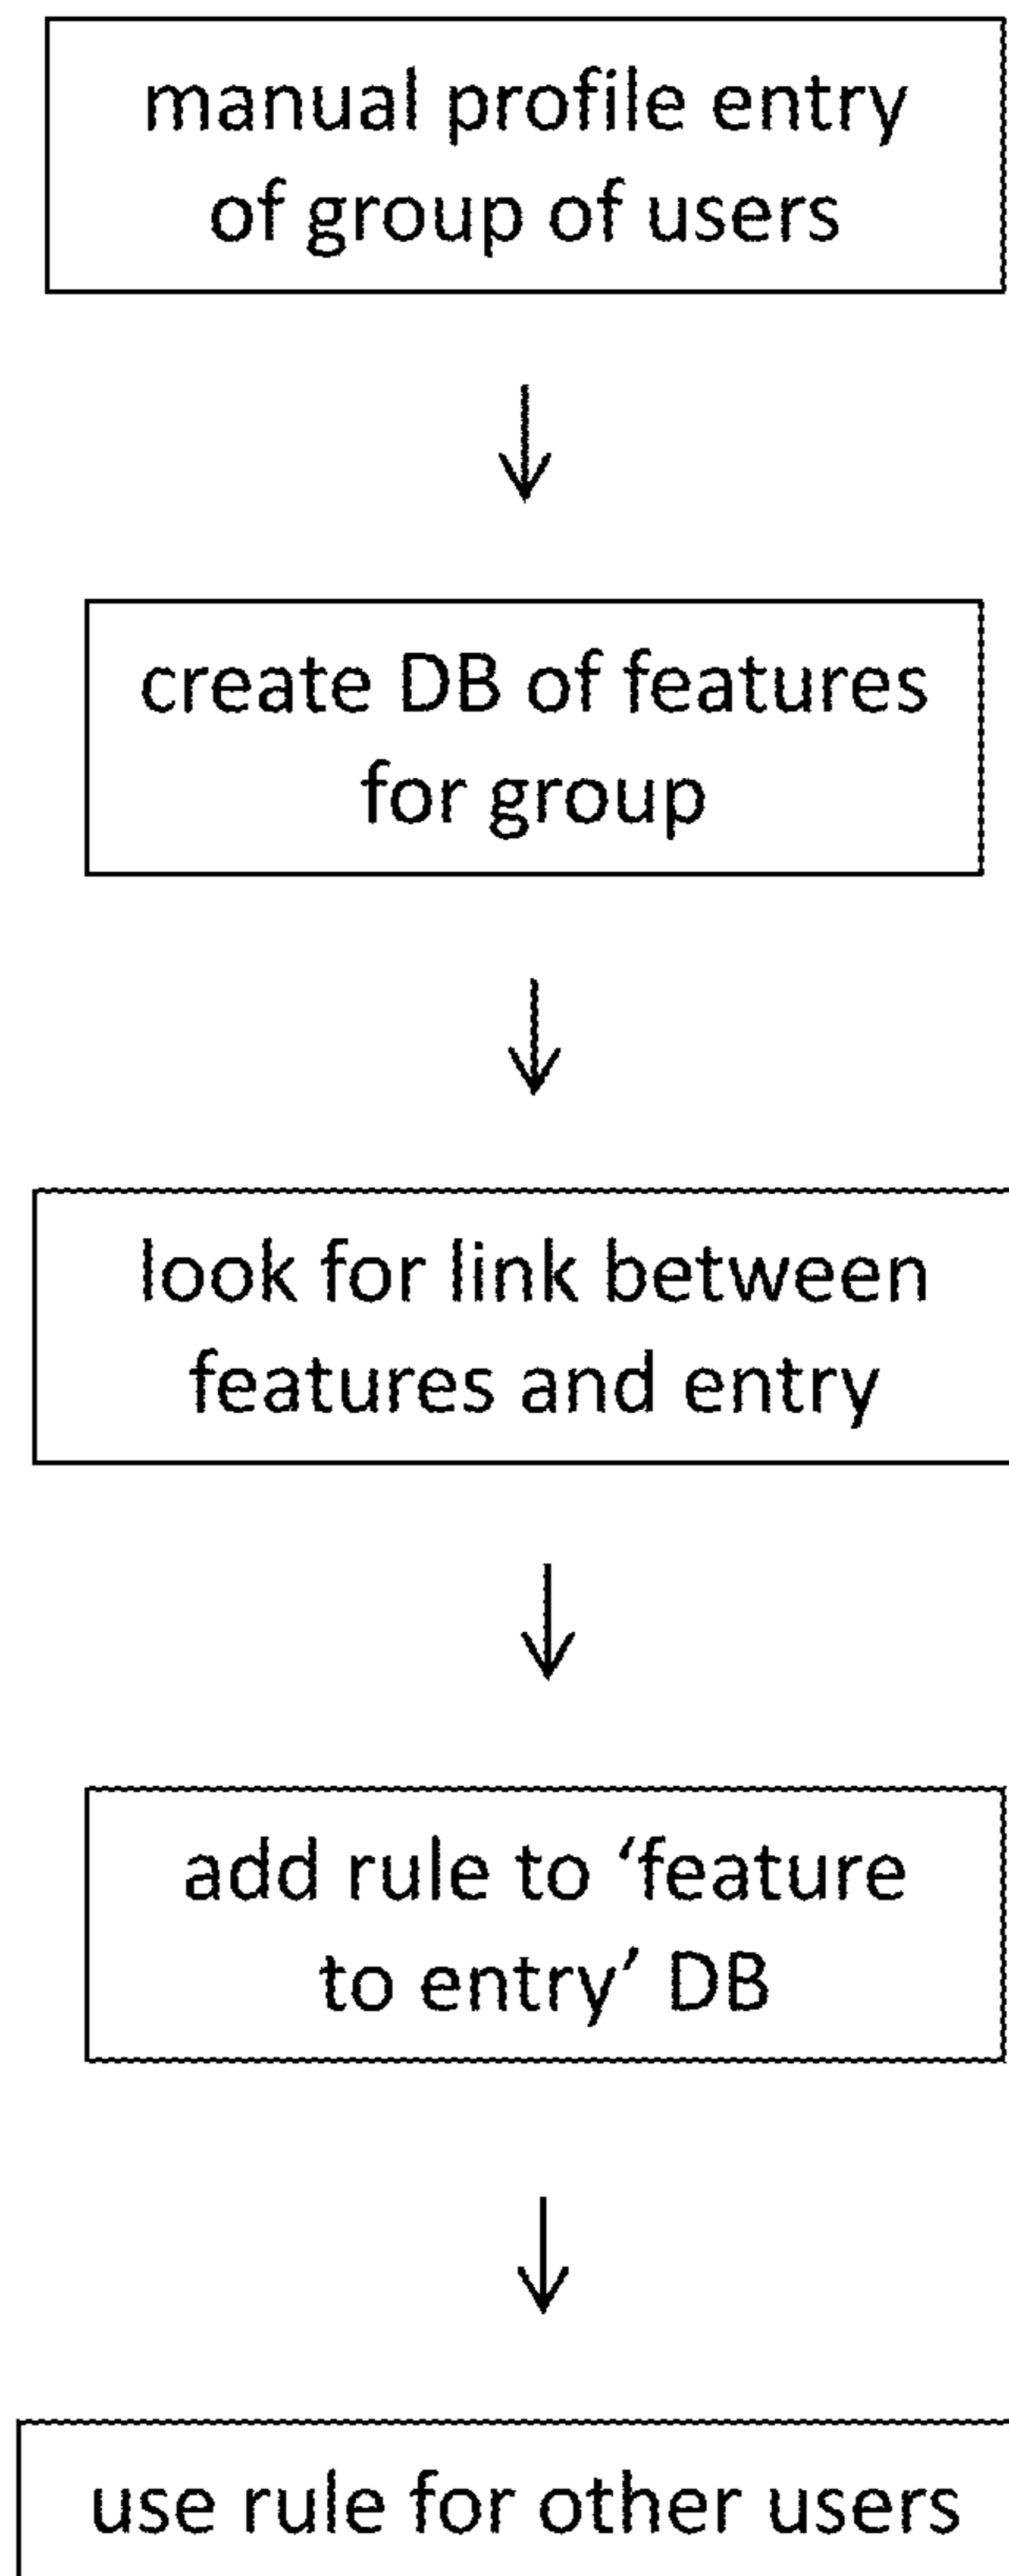 manual profile entry
of group of users
create DB of features
for group
look for link between
features and entry
add rule to ‘feature
to entry’ DB
use rule for other users